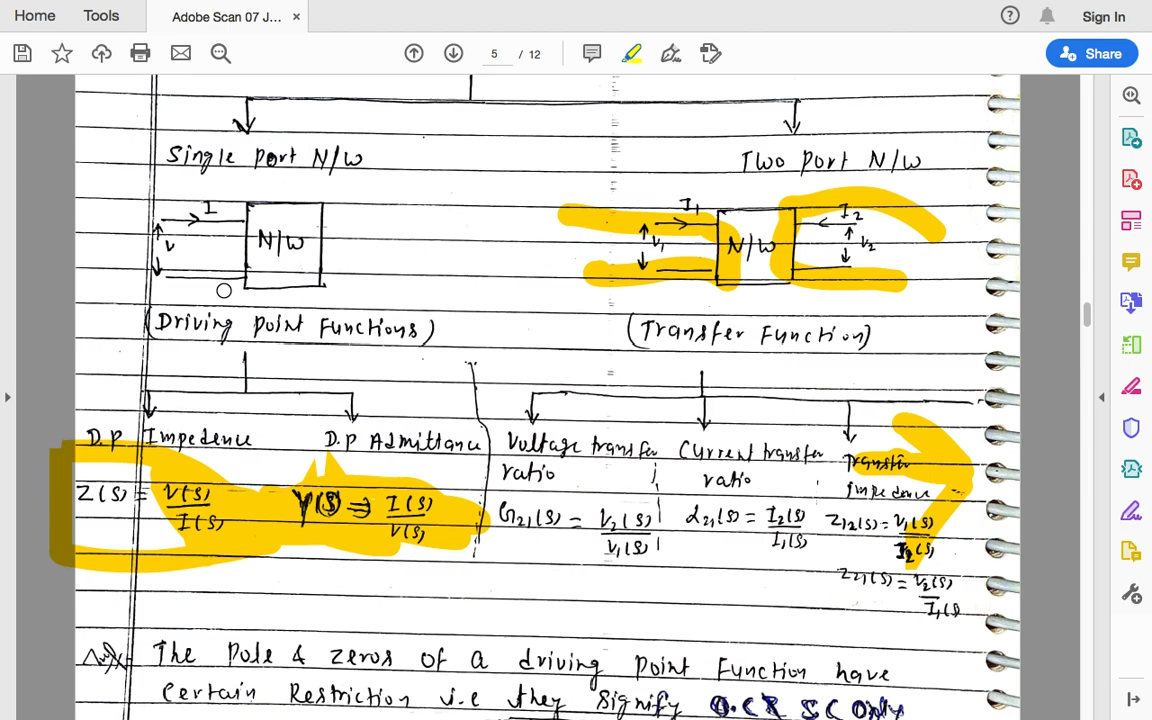 Home Tools Adobe Scan 07 J... × Sign In
5 / 12 Share
Single port N/W Two port N/W
I I1 I2
V N/W V1 N/W V2
(Driving point Functions) (Transfer Function)
D.P Impedence D.P Admittance Voltage transfer ratio Current transfer ratio Transfer impedence
Z(S) = V(S)/I(S) Y(S) ⇒ I(S)/V(S) G21(S) = V2(S)/V1(S) α21(S) = I2(S)/I1(S) Z12(S) = V1(S)/I2(S)
Z21(S) = V2(S)/I1(S)
The Pole & zeros of a driving point Function have
Certain Restriction i.e they signify O.C & S.C Only